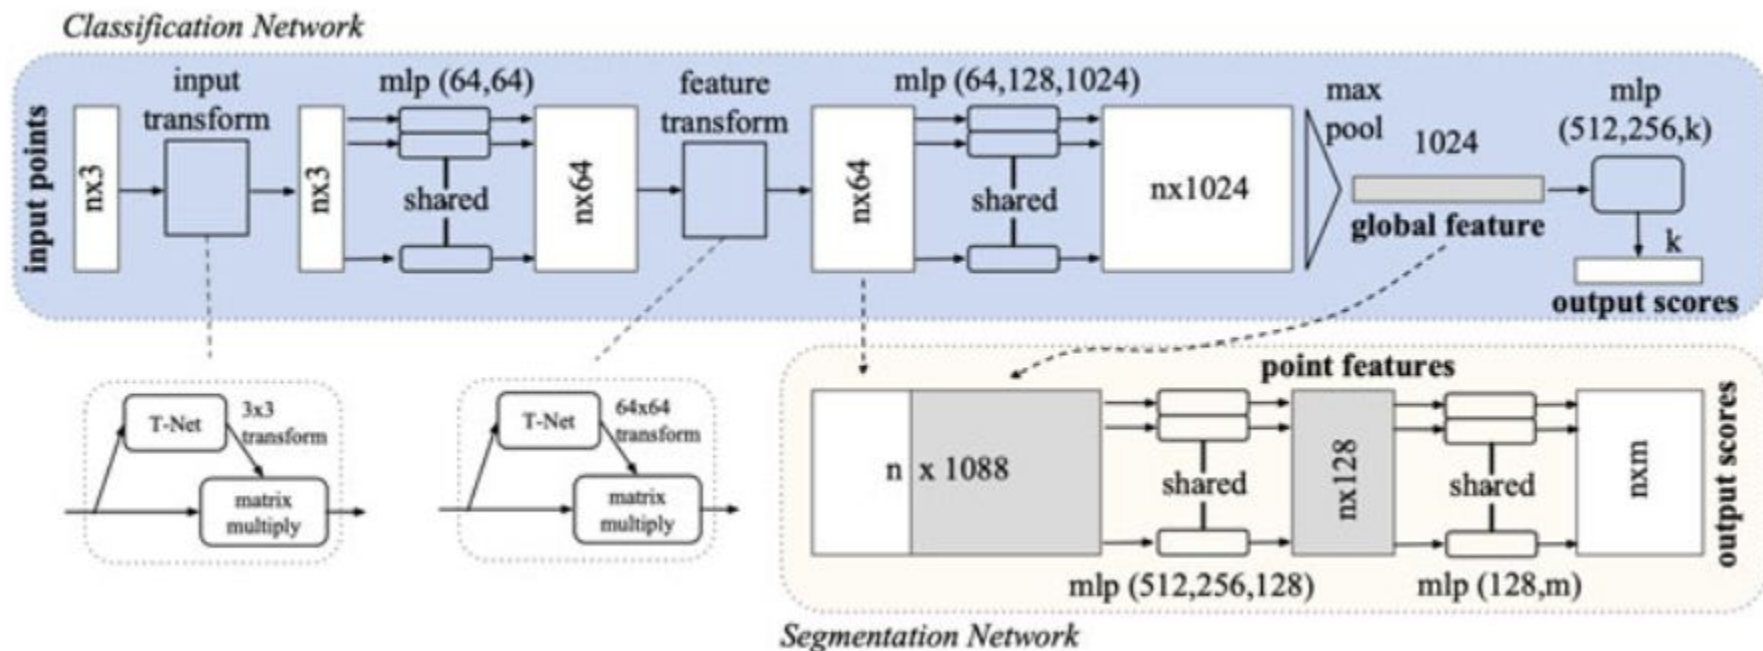 Classification Network
input points
nx3
input
transform
nx3
mlp (64,64)
shared
nx64
feature
transform
nx64
mlp (64,128,1024)
shared
nx1024
max
pool
1024
global feature
mlp
(512,256,k)
k
output scores
T-Net
3x3
transform
matrix
multiply
T-Net
64x64
transform
matrix
multiply
point features
n x 1088
shared
mlp (512,256,128)
nx128
shared
mlp (128,m)
nxm
output scores
Segmentation Network